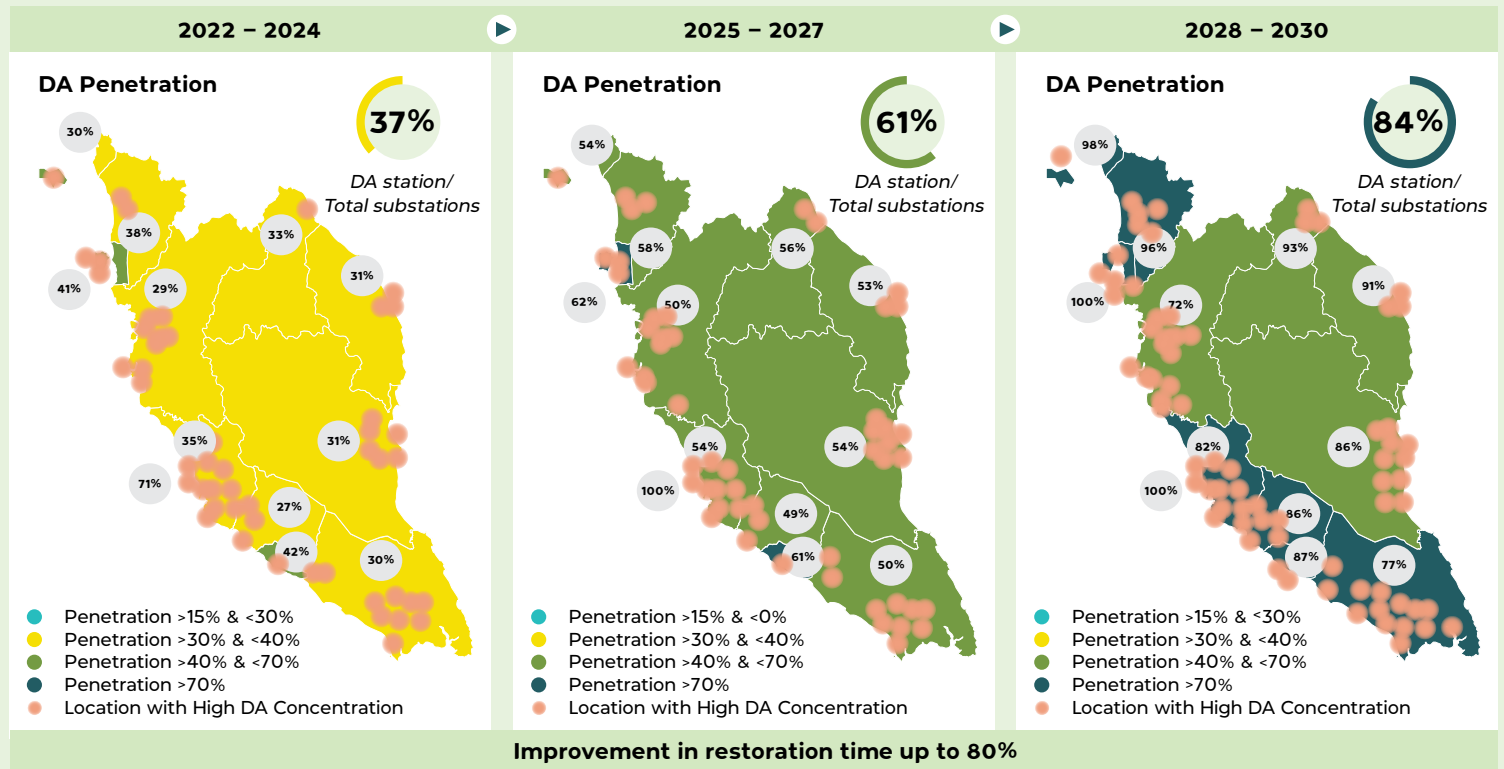 2022 – 2024
DA Penetration
37%
DA station/
Total substations
30%
38%
33%
31%
41%
29%
35%
31%
71%
27%
42%
30%
Penetration >15% & <30%
Penetration >30% & <40%
Penetration >40% & <70%
Penetration >70%
Location with High DA Concentration
2025 – 2027
DA Penetration
61%
DA station/
Total substations
54%
58%
56%
53%
62%
50%
54%
54%
100%
49%
61%
50%
Penetration >15% & <0%
Penetration >30% & <40%
Penetration >40% & <70%
Penetration >70%
Location with High DA Concentration
2028 – 2030
DA Penetration
84%
DA station/
Total substations
98%
96%
93%
91%
100%
72%
82%
86%
100%
86%
87%
77%
Penetration >15% & <30%
Penetration >30% & <40%
Penetration >40% & <70%
Penetration >70%
Location with High DA Concentration
Improvement in restoration time up to 80%